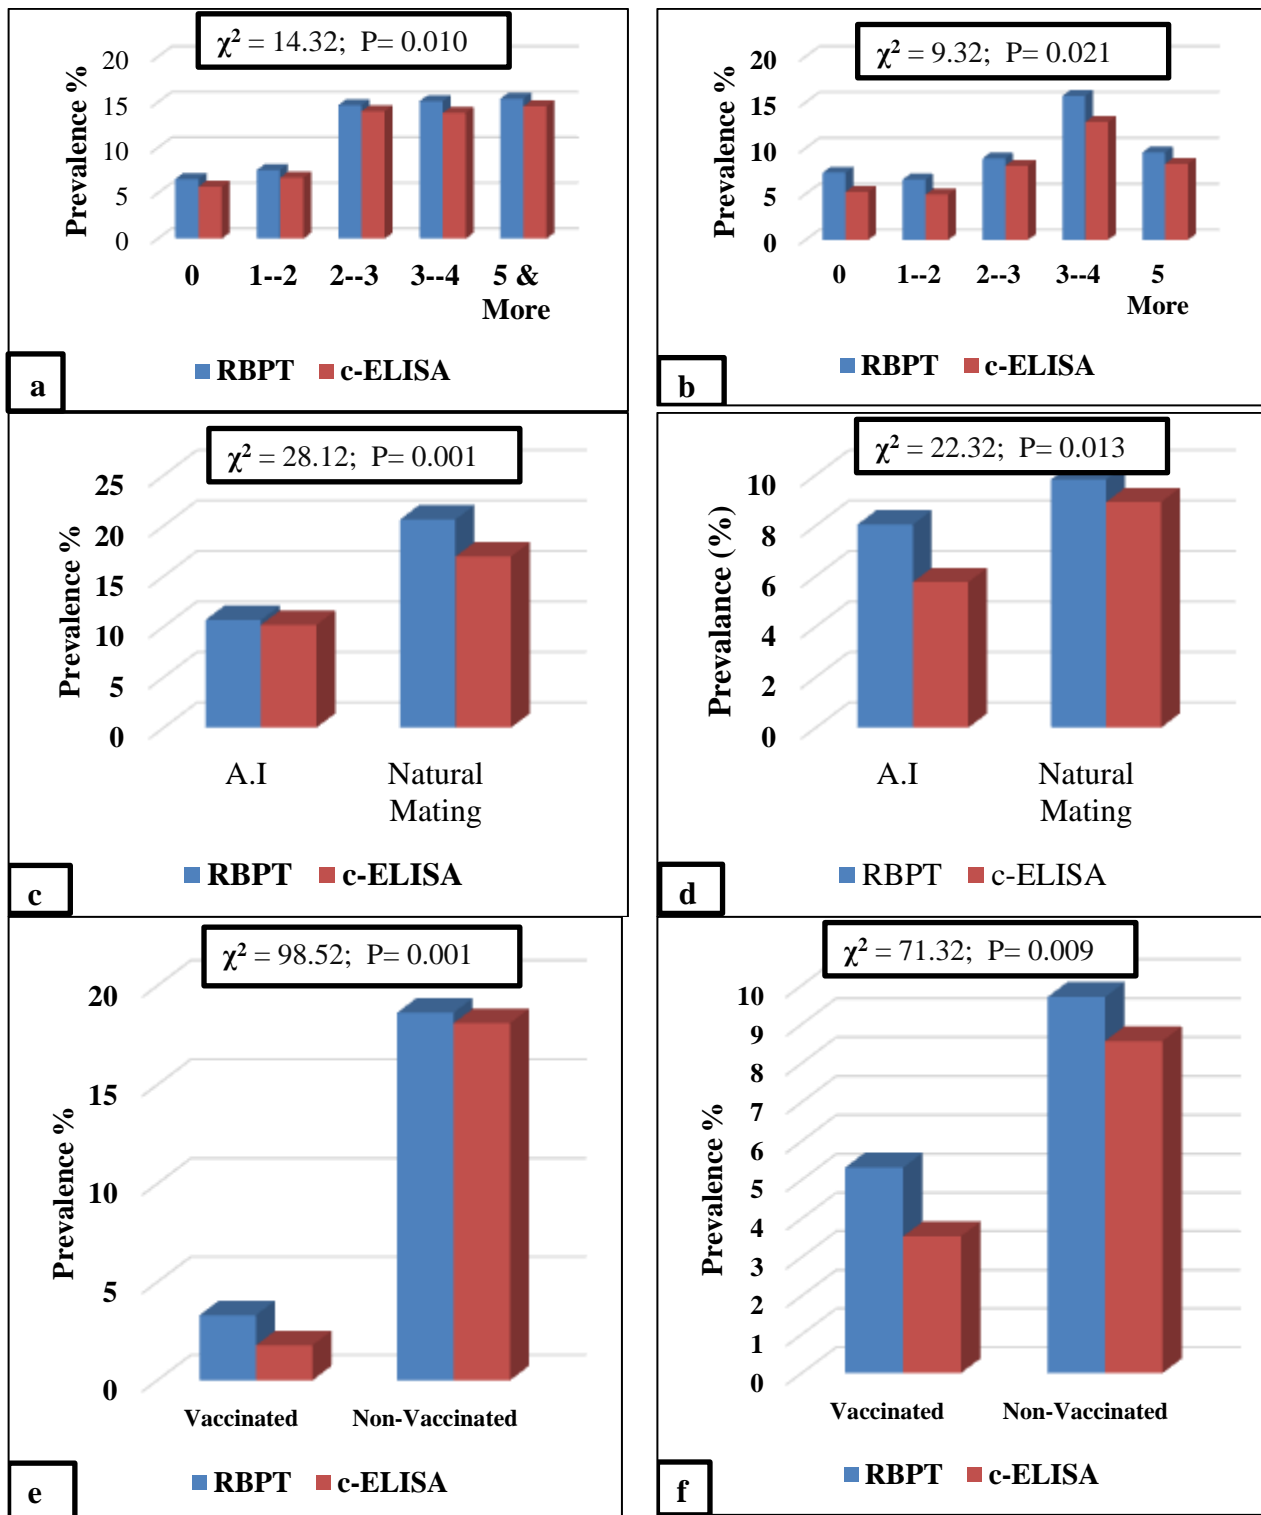 χ² = 14.32; P= 0.010
Prevalence %
20
15
10
5
0
0 1--2 2--3 3--4 5 &
More
RBPT c-ELISA
a
χ² = 9.32; P= 0.021
Prevalence %
20
15
10
5
0
0 1--2 2--3 3--4 5
More
RBPT c-ELISA
b
χ² = 28.12; P= 0.001
Prevalence %
25
20
15
10
5
0
A.I Natural
Mating
RBPT c-ELISA
c
χ² = 22.32; P= 0.013
Prevalance (%)
10
8
6
4
2
0
A.I Natural
Mating
RBPT c-ELISA
d
χ² = 98.52; P= 0.001
Prevalence %
20
15
10
5
0
Vaccinated Non-Vaccinated
RBPT c-ELISA
e
χ² = 71.32; P= 0.009
Prevalence %
10
9
8
7
6
5
4
3
2
1
0
Vaccinated Non-Vaccinated
RBPT c-ELISA
f